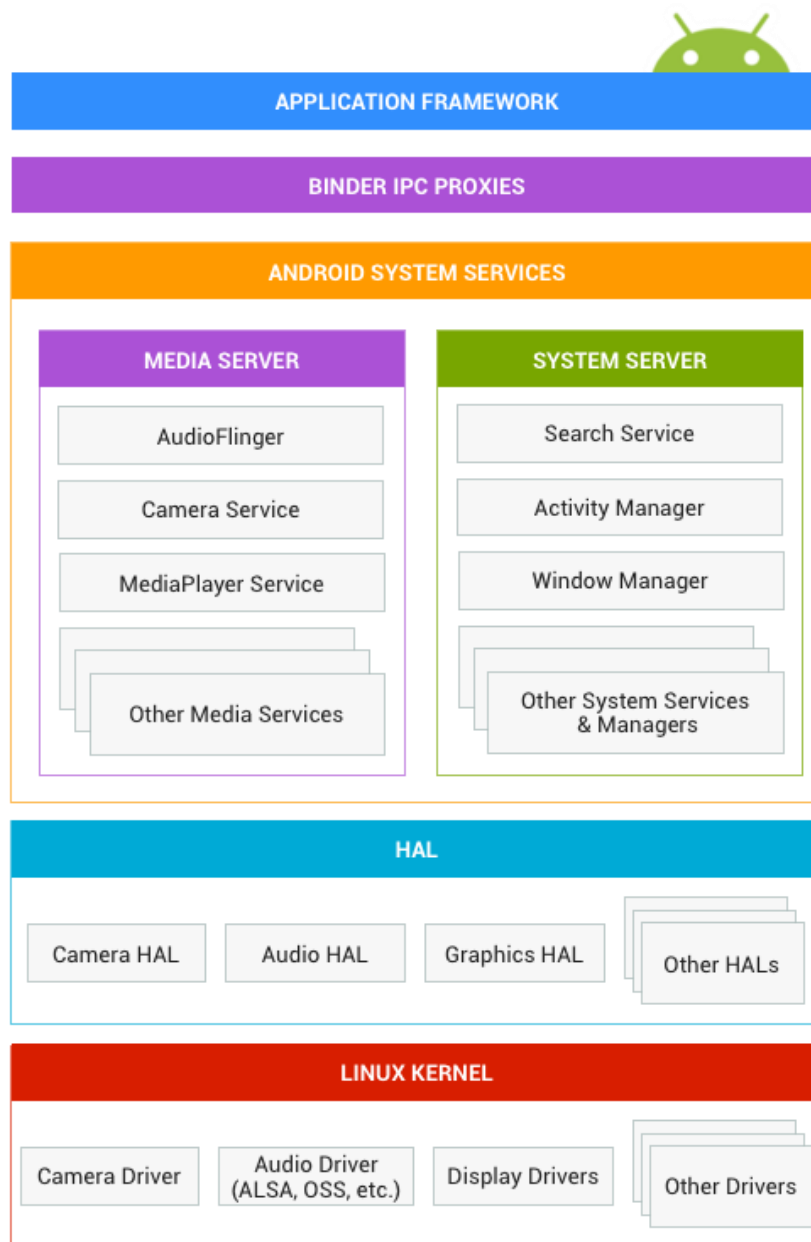 APPLICATION FRAMEWORK
BINDER IPC PROXIES
ANDROID SYSTEM SERVICES
MEDIA SERVER
AudioFlinger
Camera Service
MediaPlayer Service
Other Media Services
SYSTEM SERVER
Search Service
Activity Manager
Window Manager
Other System Services
& Managers
HAL
Camera HAL
Audio HAL
Graphics HAL
Other HALs
LINUX KERNEL
Camera Driver
Audio Driver
(ALSA, OSS, etc.)
Display Drivers
Other Drivers